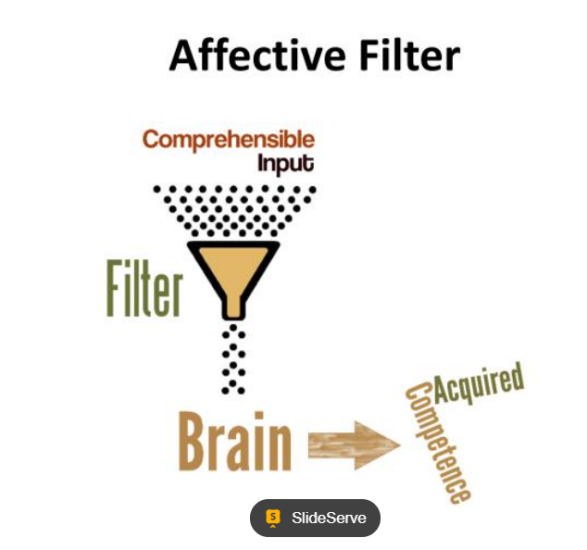 Affective Filter
Comprehensible
Input
Filter
Brain
Acquired
Competence
S SlideServe